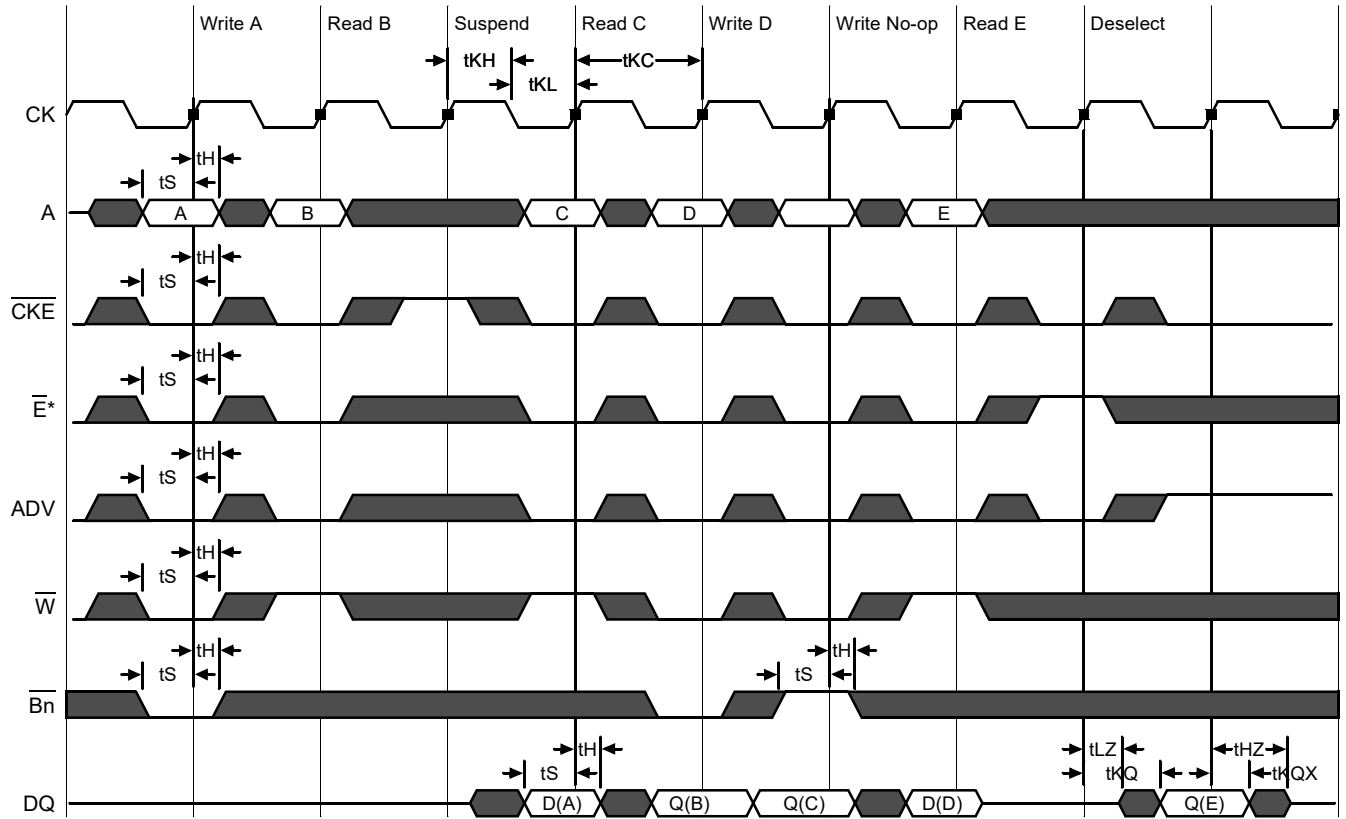 Write A Read B Suspend Read C Write D Write No-op Read E Deselect
tKH tKC
tKL
CK
tH
tS
A A B C D E
tH
tS
CKE
tH
tS
E*
tH
tS
ADV
tH
tS
W
tH tH
tS tS
Bn
tH tLZ tHZ
tS tKQ tKQX
DQ D(A) Q(B) Q(C) D(D) Q(E)